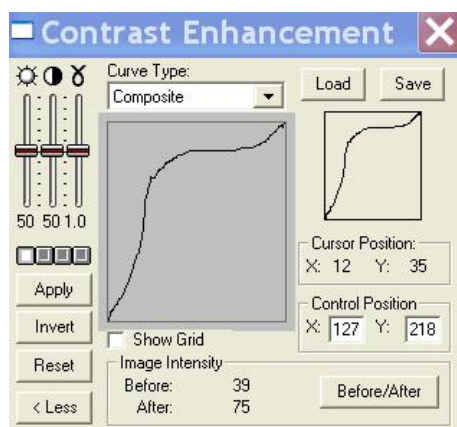 Contrast Enhancement
Curve Type:
Composite
Load Save
50 50 1.0
Cursor Position:
X: 12 Y: 35
Apply
Control Position
X: 127 Y: 218
Invert
Show Grid
Reset
Image Intensity
Before: 39
After: 75
Before/After
< Less